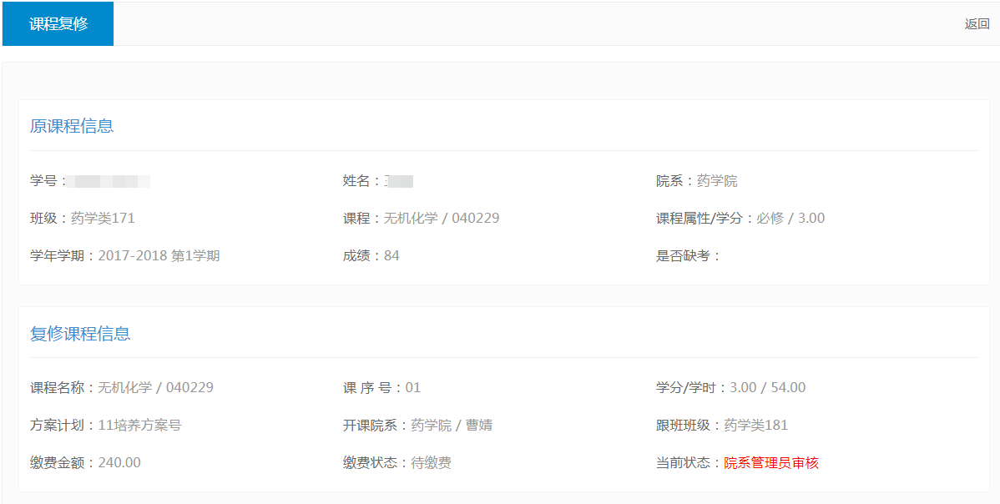 课程复修
返回
原课程信息
学号：
姓名：
院系：药学院
班级：药学类171
课程：无机化学 / 040229
课程属性/学分：必修 / 3.00
学年学期：2017-2018 第1学期
成绩：84
是否缺考：
复修课程信息
课程名称：无机化学 / 040229
课 序 号：01
学分/学时：3.00 / 54.00
方案计划：11培养方案号
开课院系：药学院 / 曹婧
跟班班级：药学类181
缴费金额：240.00
缴费状态：待缴费
当前状态：院系管理员审核